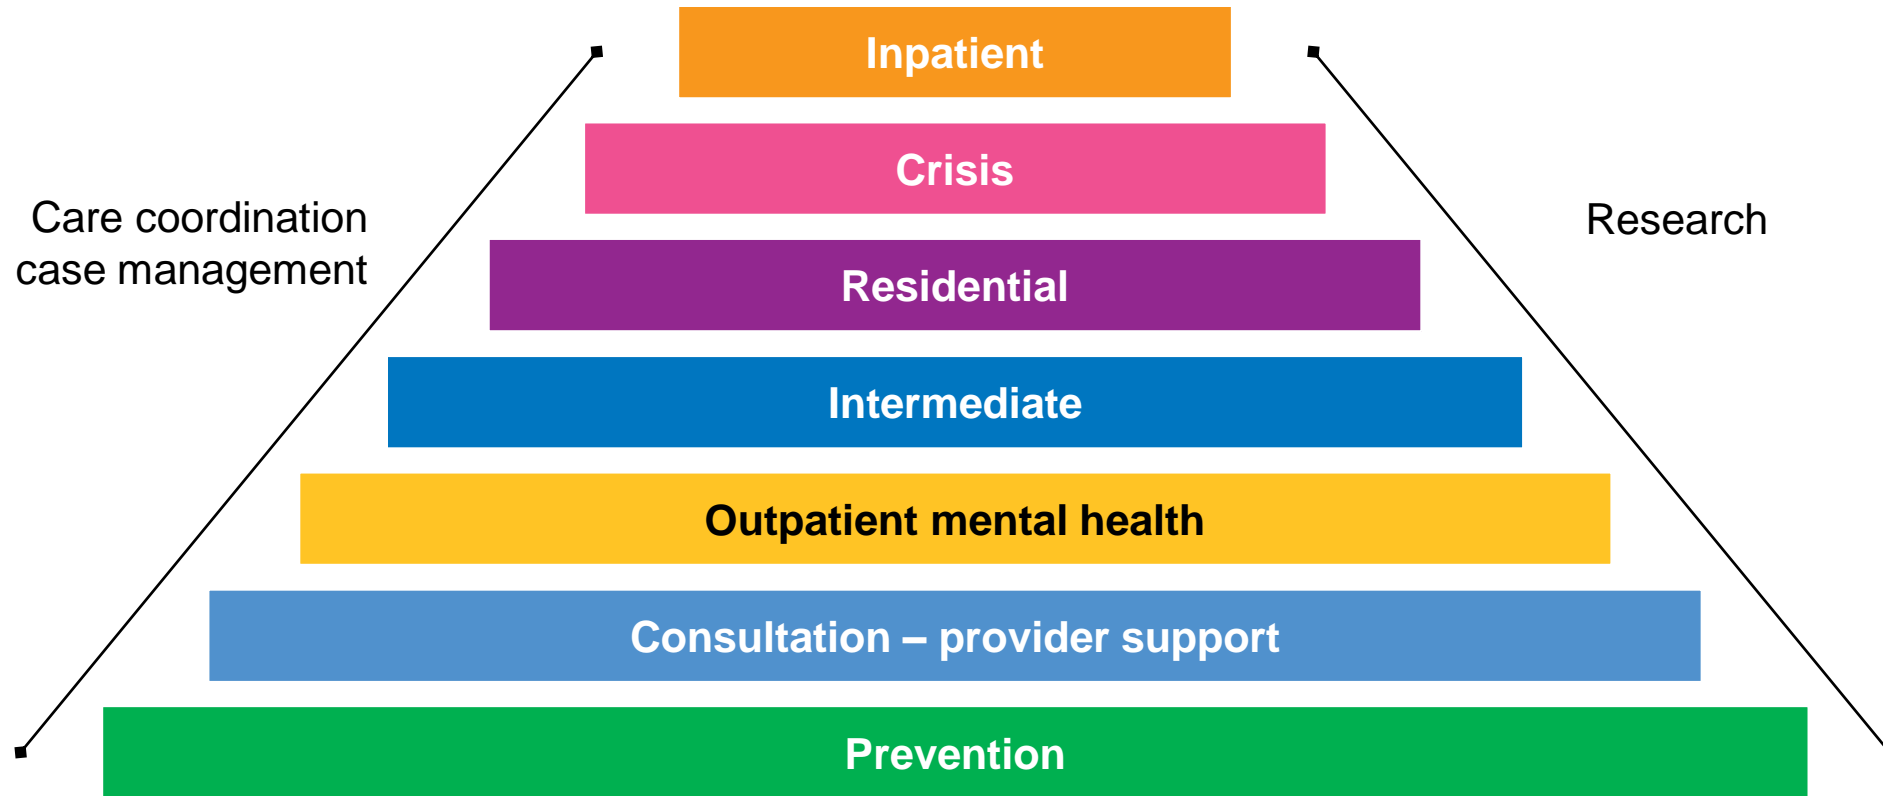 Inpatient
Crisis
Care coordination
case management
Research
Residential
Intermediate
Outpatient mental health
Consultation – provider support
Prevention